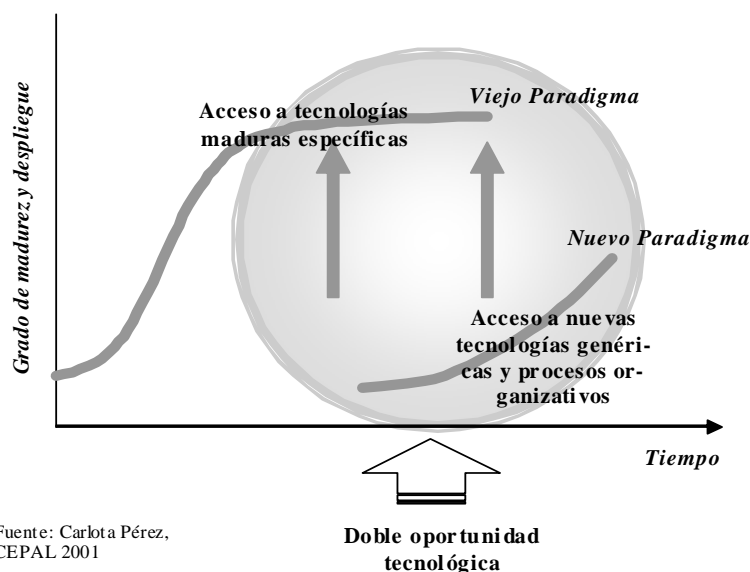 Grado de madurez y despliegue
Acceso a tecnologías
maduras específicas
Viejo Paradigma
Nuevo Paradigma
Acceso a nuevas
tecnologías genéri-
cas y procesos or-
ganizativos
Tiempo
Doble oportunidad
tecnológica
Fuente: Carlota Pérez,
CEPAL 2001